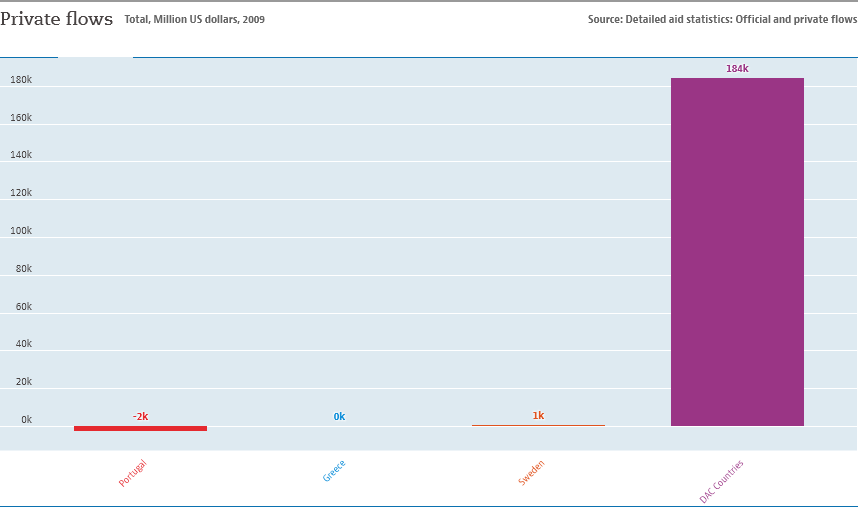 Private flows Total, Million US dollars, 2009 Source: Detailed aid statistics: Official and private flows
184k
180k
160k
140k
120k
100k
80k
60k
40k
20k
0k
-2k 0k 1k
Portugal Greece Sweden DAC Countries